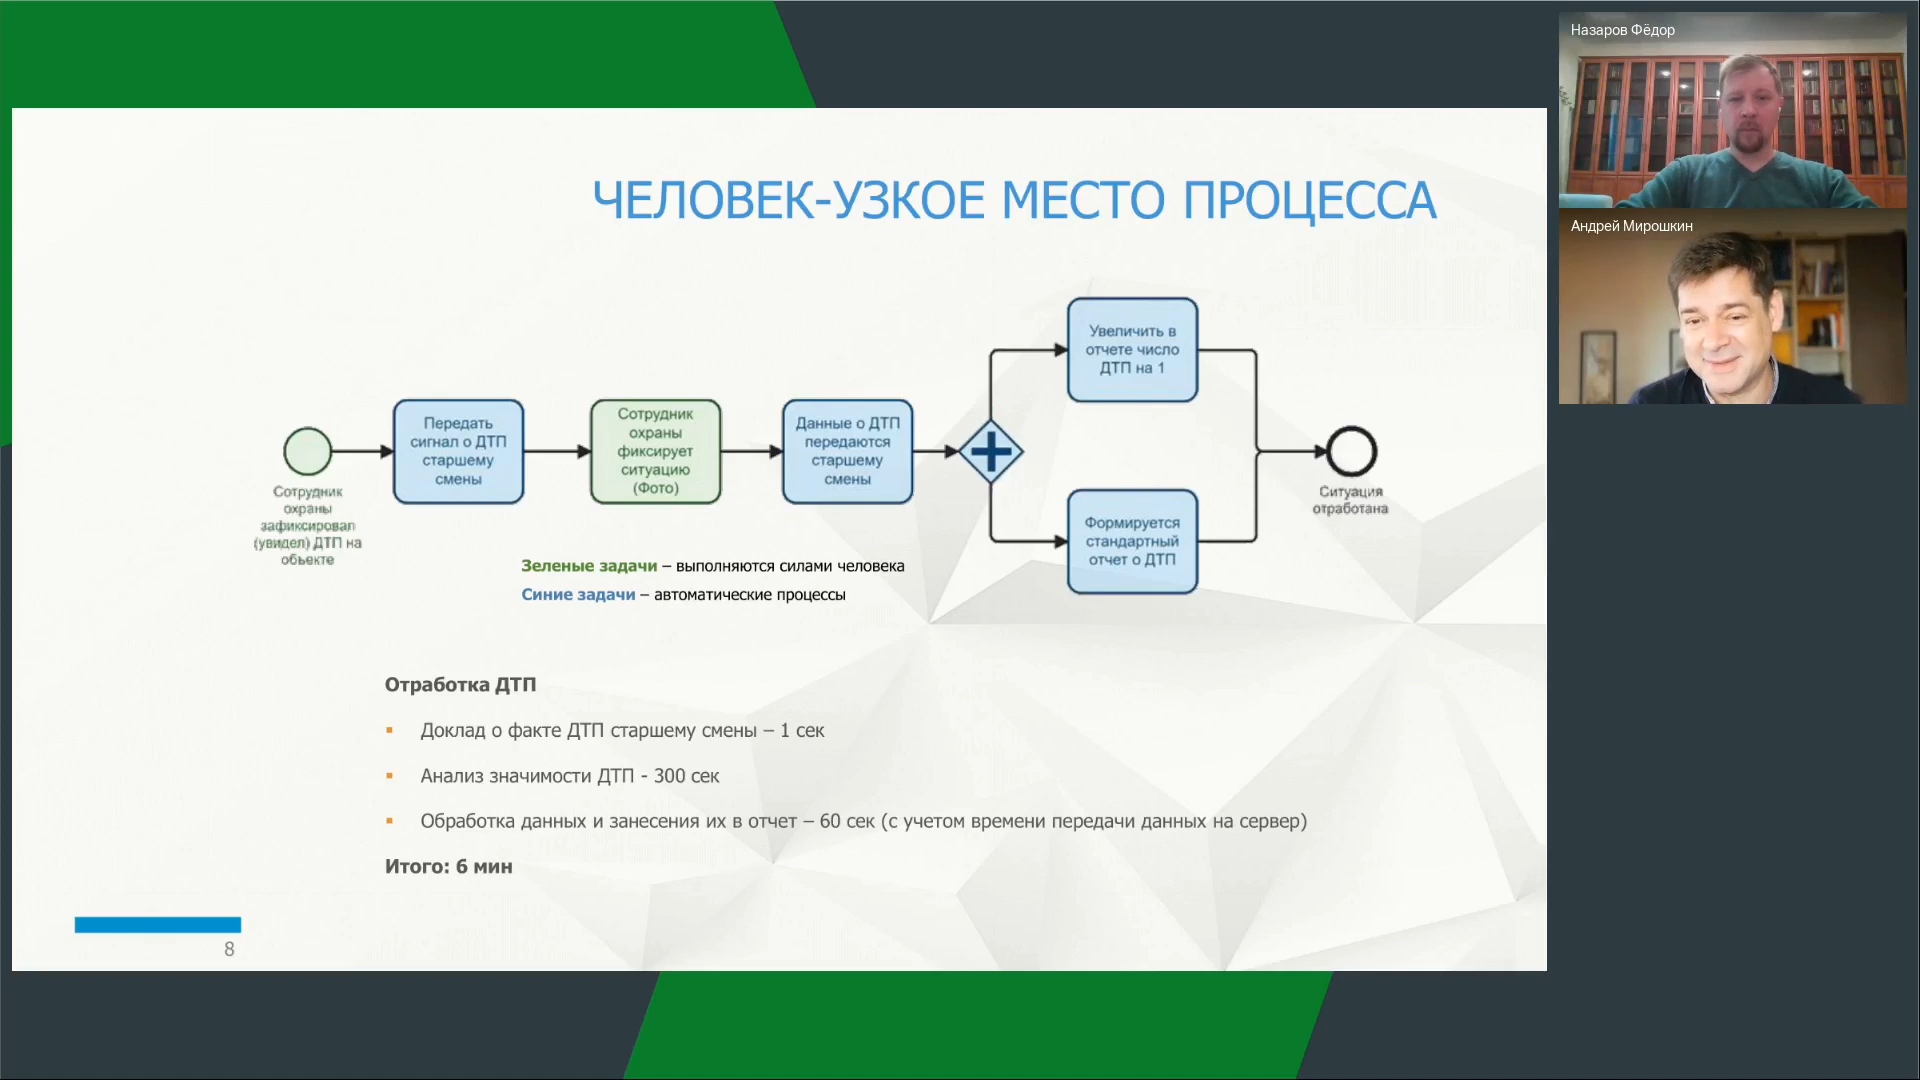 Назаров Фёдор
Андрей Мирошкин
ЧЕЛОВЕК-УЗКОЕ МЕСТО ПРОЦЕССА
Сотрудник
охраны
зафиксировал
(увидел) ДТП на
объекте
Передать
сигнал о ДТП
старшему
смены
Сотрудник
охраны
фиксирует
ситуацию
(Фото)
Данные о ДТП
передаются
старшему
смены
Увеличить в
отчете число
ДТП на 1
Формируется
стандартный
отчет о ДТП
Ситуация
отработана
Зеленые задачи – выполняются силами человека
Синие задачи – автоматические процессы
Отработка ДТП
Доклад о факте ДТП старшему смены – 1 сек
Анализ значимости ДТП - 300 сек
Обработка данных и занесения их в отчет – 60 сек (с учетом времени передачи данных на сервер)
Итого: 6 мин
8